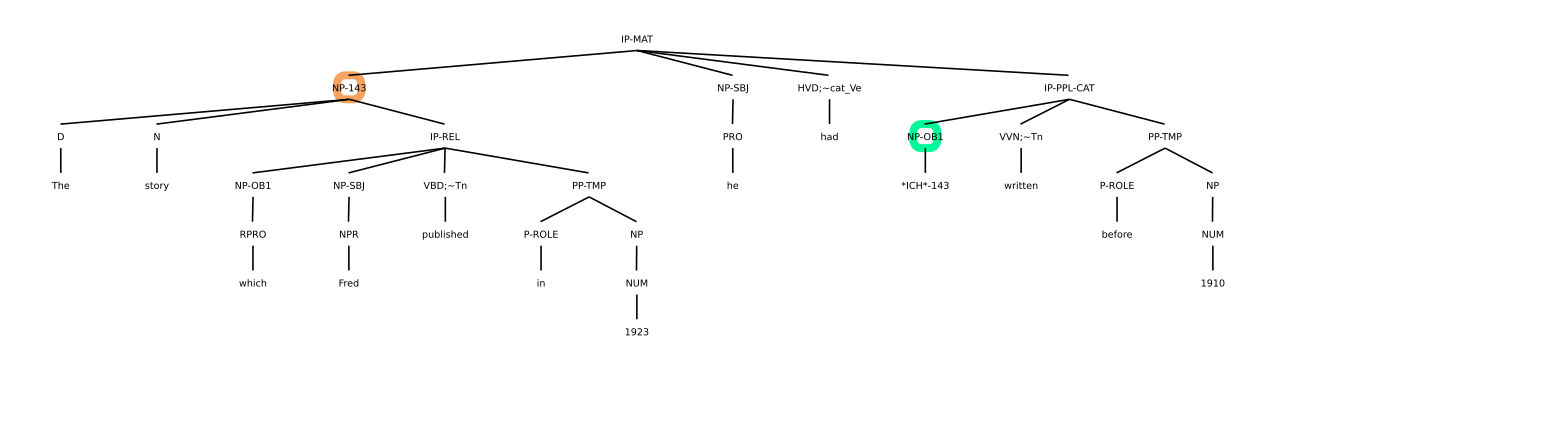 IP-MAT
NP-143 NP-SBJ HVD;~cat_Ve IP-PPL-CAT
D N IP-REL PRO had NP-OB1 VVN;~Tn PP-TMP
The story NP-OB1 NP-SBJ VBD;~Tn PP-TMP he *ICH*-143 written P-ROLE NP
RPRO NPR published P-ROLE NP before NUM
which Fred in NUM 1910
1923